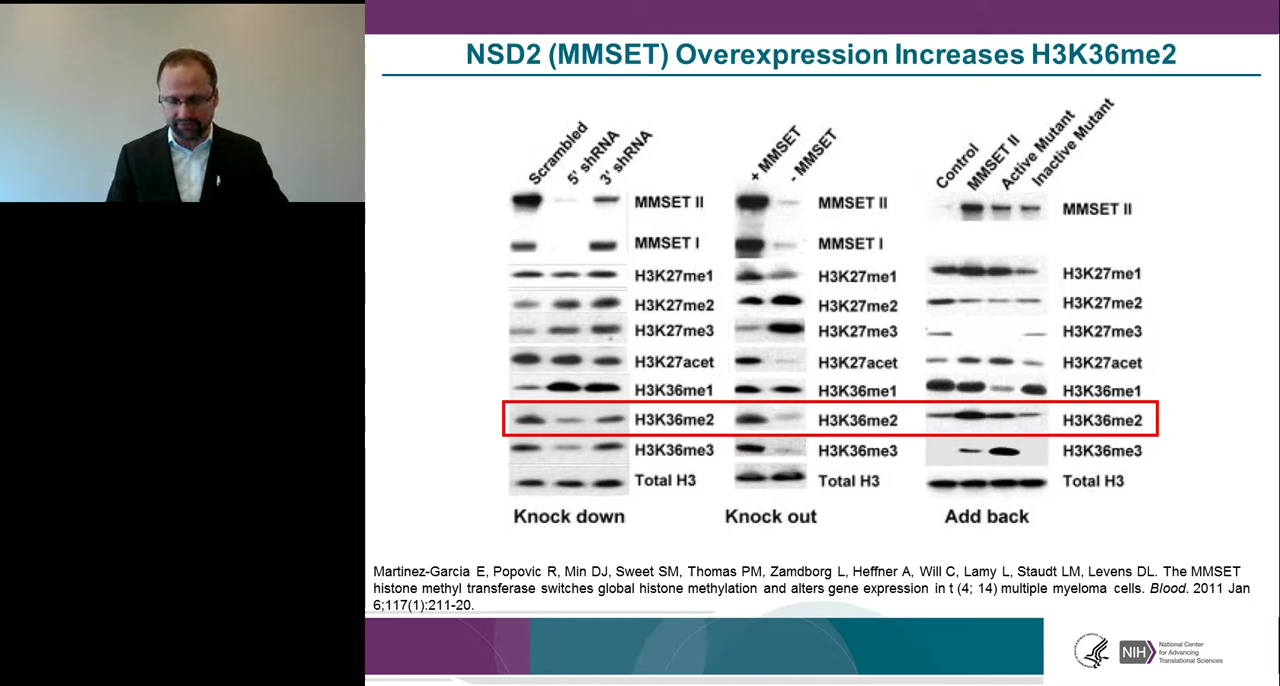 NSD2 (MMSET) Overexpression Increases H3K36me2
Scrambled
5' shRNA
3' shRNA
MMSET II
MMSET I
H3K27me1
H3K27me2
H3K27me3
H3K27acet
H3K36me1
H3K36me2
H3K36me3
Total H3
Knock down
+ MMSET
- MMSET
MMSET II
MMSET I
H3K27me1
H3K27me2
H3K27me3
H3K27acet
H3K36me1
H3K36me2
H3K36me3
Total H3
Knock out
Control
MMSET II
Active Mutant
Inactive Mutant
MMSET II
H3K27me1
H3K27me2
H3K27me3
H3K27acet
H3K36me1
H3K36me2
H3K36me3
Total H3
Add back
Martinez-Garcia E, Popovic R, Min DJ, Sweet SM, Thomas PM, Zamdborg L, Heffner A, Will C, Lamy L, Staudt LM, Levens DL. The MMSET
histone methyl transferase switches global histone methylation and alters gene expression in t (4; 14) multiple myeloma cells. Blood. 2011 Jan
6;117(1):211-20.
NIH
National Center
for Advancing
Translational Sciences